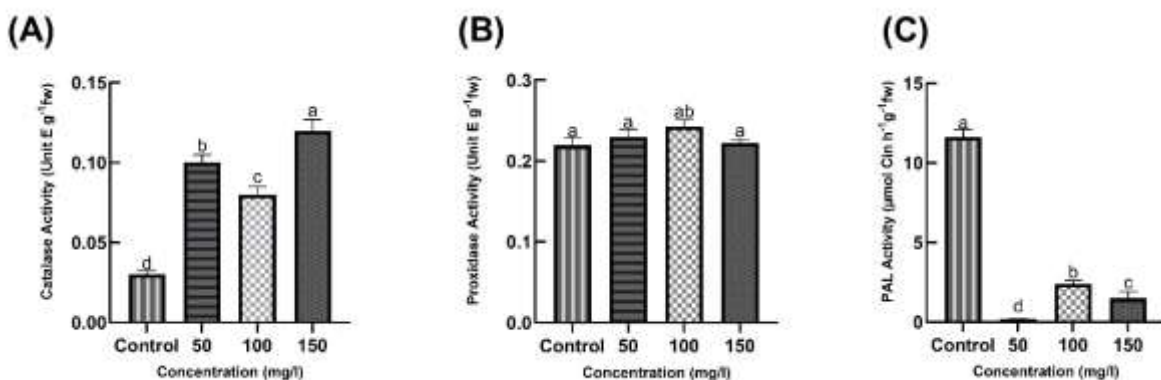 (A)
Catalase Activity (Unit E g⁻¹fw)
0.15
0.10
0.05
0.00
d
b
c
a
Control 50 100 150
Concentration (mg/l)
(B)
Proxidase Activity (Unit E g⁻¹fw)
0.3
0.2
0.1
0.0
a
a
ab
a
Control 50 100 150
Concentration (mg/l)
(C)
PAL Activity (µmol Cin h⁻¹g⁻¹fw)
15
10
5
0
a
d
b
c
Control 50 100 150
Concentration (mg/l)